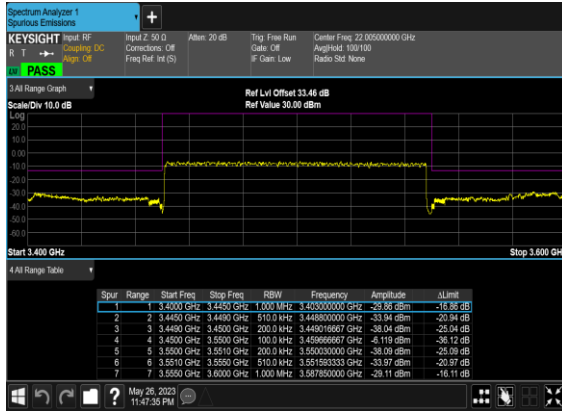 Spectrum Analyzer 1
Spurious Emissions
+
KEYSIGHT Input: RF Input Z: 50 Ω Atten: 20 dB Trig: Free Run Center Freq: 22.005000000 GHz
R T Coupling: DC Corrections: Off Gate: Off Avg|Hold: 100/100
Align: Off Freq Ref: Int (S) IF Gain: Low Radio Std: None
LU PASS
3 All Range Graph
Ref Lvl Offset 33.46 dB
Scale/Div 10.0 dB Ref Value 30.00 dBm
Log
20.0
10.0
0.00
-10.0
-20.0
-30.0
-40.0
-50.0
-60.0
Start 3.400 GHz Stop 3.600 GH
4 All Range Table
Spur Range Start Freq Stop Freq RBW Frequency Amplitude ΔLimit
1 1 3.4000 GHz 3.4450 GHz 1.000 MHz 3.403000000 GHz -29.86 dBm -16.86 dB
2 2 3.4450 GHz 3.4490 GHz 510.0 kHz 3.448800000 GHz -33.94 dBm -20.94 dB
3 3 3.4490 GHz 3.4500 GHz 200.0 kHz 3.449016667 GHz -38.04 dBm -25.04 dB
4 4 3.4500 GHz 3.5500 GHz 100.0 kHz 3.459666667 GHz -6.119 dBm -36.12 dB
5 5 3.5500 GHz 3.5510 GHz 200.0 kHz 3.550030000 GHz -38.09 dBm -25.09 dB
6 6 3.5510 GHz 3.5550 GHz 510.0 kHz 3.551593333 GHz -33.97 dBm -20.97 dB
7 7 3.5550 GHz 3.6000 GHz 1.000 MHz 3.587850000 GHz -29.11 dBm -16.11 dB
? May 26, 2023
11:47:35 PM